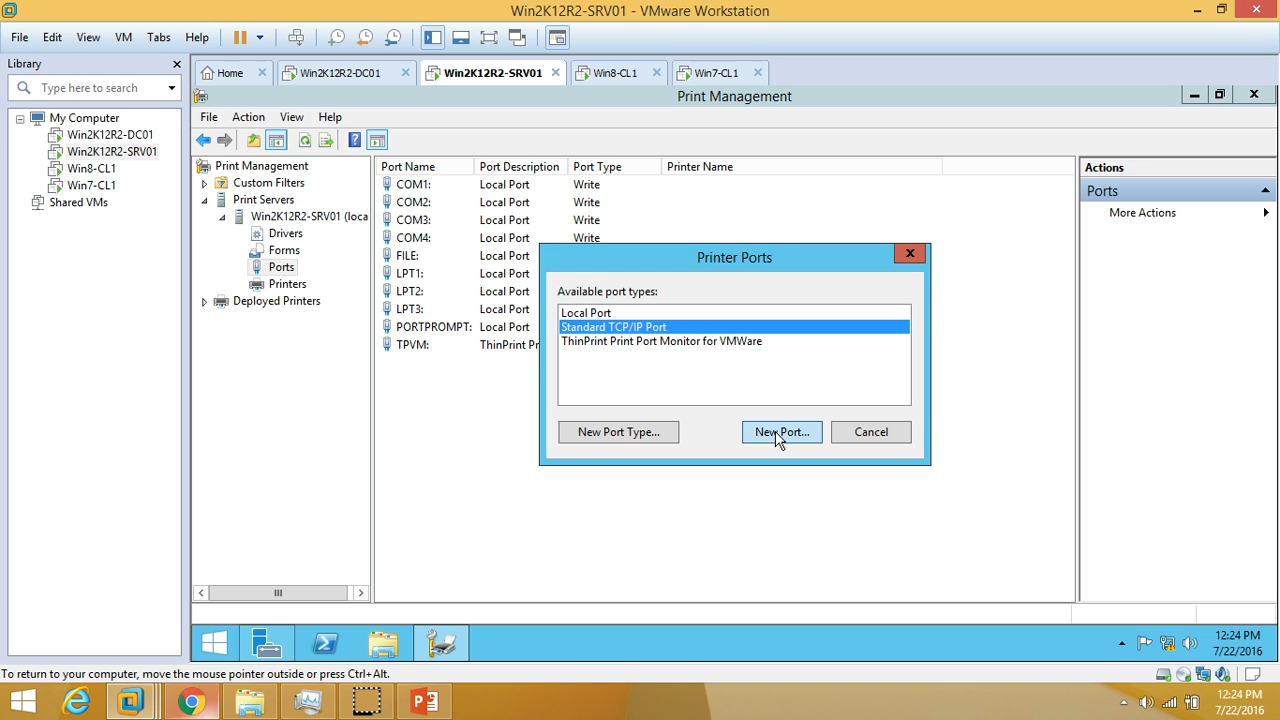 Win2K12R2-SRV01 - VMware Workstation
File Edit View VM Tabs Help
Library
Type here to search
Home Win2K12R2-DC01 Win2K12R2-SRV01 Win8-CL1 Win7-CL1
My Computer
Win2K12R2-DC01
Win2K12R2-SRV01
Win8-CL1
Win7-CL1
Shared VMs
Print Management
File Action View Help
Print Management
Custom Filters
Print Servers
Win2K12R2-SRV01 (loca
Drivers
Forms
Ports
Printers
Deployed Printers
Port Name Port Description Port Type Printer Name
COM1: Local Port Write
COM2: Local Port Write
COM3: Local Port Write
COM4: Local Port Write
FILE: Local Port
LPT1: Local Port
LPT2: Local Port
LPT3: Local Port
PORTPROMPT: Local Port
TPVM: ThinPrint Pr
Printer Ports
Available port types:
Local Port
Standard TCP/IP Port
ThinPrint Print Port Monitor for VMWare
New Port Type... New Port... Cancel
Actions
Ports
More Actions
12:24 PM
7/22/2016
To return to your computer, move the mouse pointer outside or press Ctrl+Alt.
12:24 PM
7/22/2016